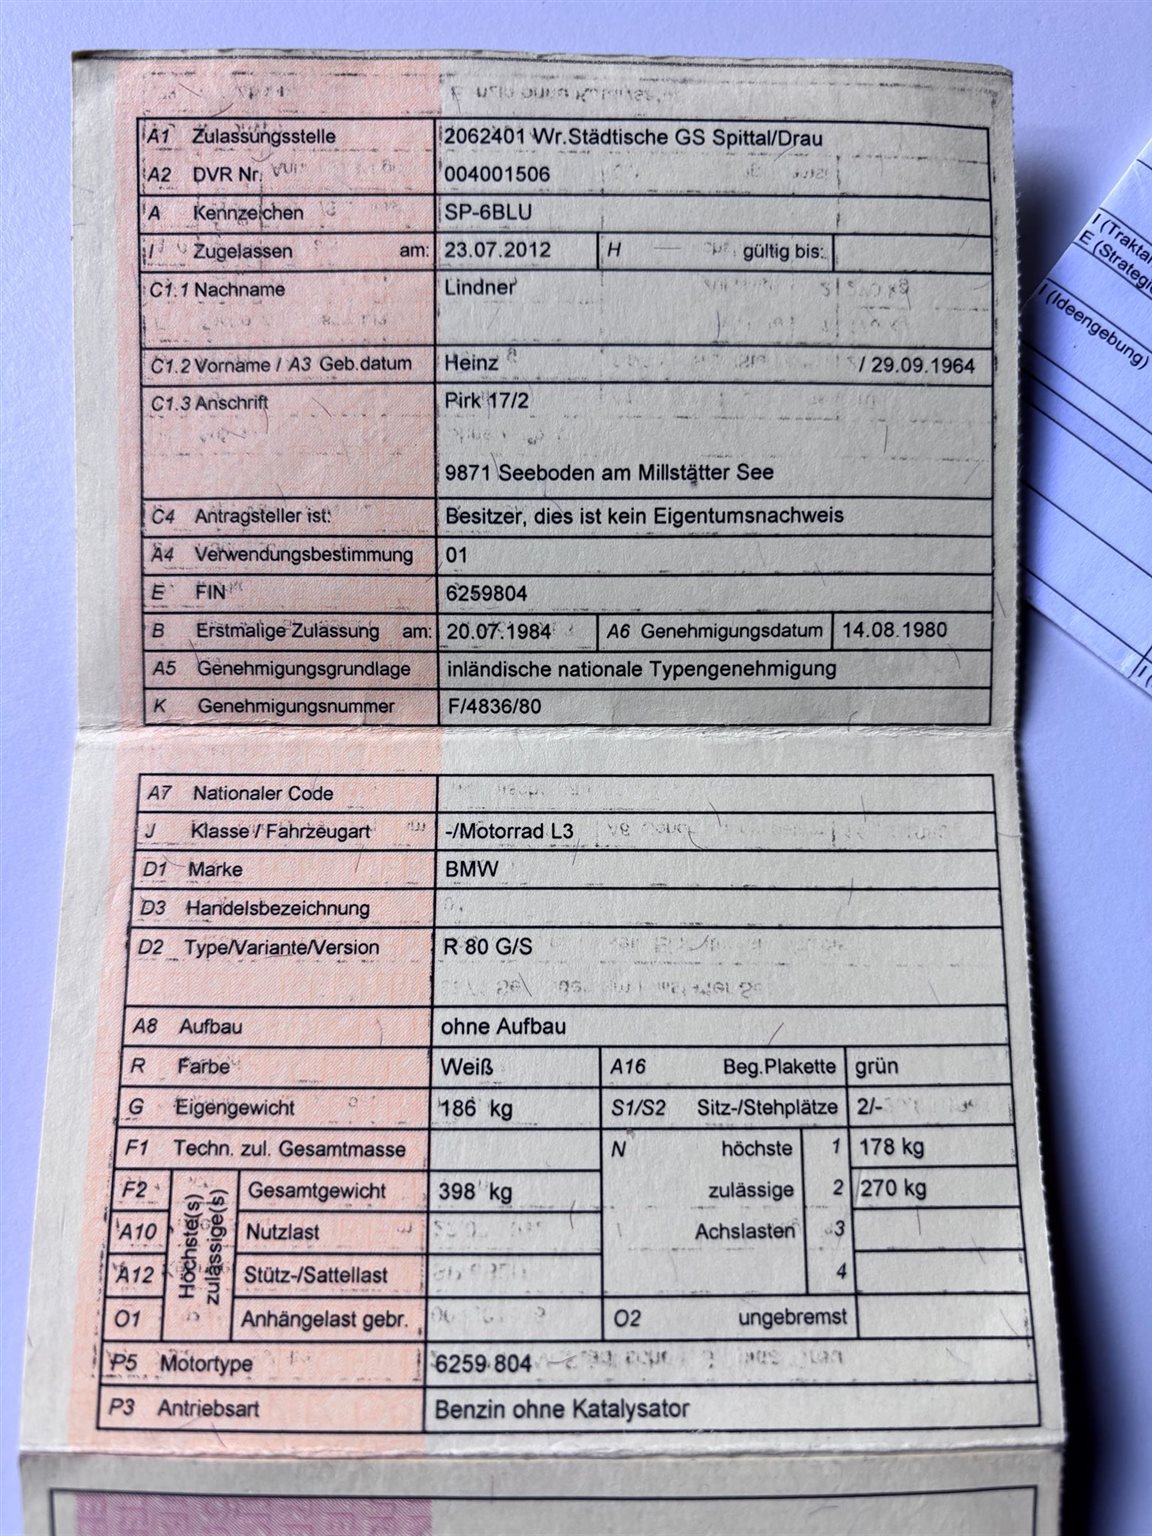 A1 Zulassungsstelle 2062401 Wr.Städtische GS Spittal/Drau
A2 DVR Nr. 004001506
A Kennzeichen SP-6BLU
I Zugelassen am: 23.07.2012 H gültig bis:
C1.1 Nachname Lindner
C1.2 Vorname / A3 Geb.datum Heinz / 29.09.1964
C1.3 Anschrift Pirk 17/2
9871 Seeboden am Millstätter See
C4 Antragsteller ist: Besitzer, dies ist kein Eigentumsnachweis
A4 Verwendungsbestimmung 01
E FIN 6259804
B Erstmalige Zulassung am: 20.07.1984 A6 Genehmigungsdatum 14.08.1980
A5 Genehmigungsgrundlage inländische nationale Typengenehmigung
K Genehmigungsnummer F/4836/80
A7 Nationaler Code
J Klasse / Fahrzeugart -/Motorrad L3
D1 Marke BMW
D3 Handelsbezeichnung
D2 Type/Variante/Version R 80 G/S
A8 Aufbau ohne Aufbau
R Farbe Weiß A16 Beg.Plakette grün
G Eigengewicht 186 kg S1/S2 Sitz-/Stehplätze 2/-
F1 Techn. zul. Gesamtmasse N höchste 1 178 kg
F2 Höchste(s) zulässige(s) Gesamtgewicht 398 kg zulässige 2 270 kg
A10 Nutzlast Achslasten 3
A12 Stütz-/Sattellast 4
O1 Anhängelast gebr. O2 ungebremst
P5 Motortype 6259 804
P3 Antriebsart Benzin ohne Katalysator
I (Trakta
E (Strategi
I (Ideengebung)